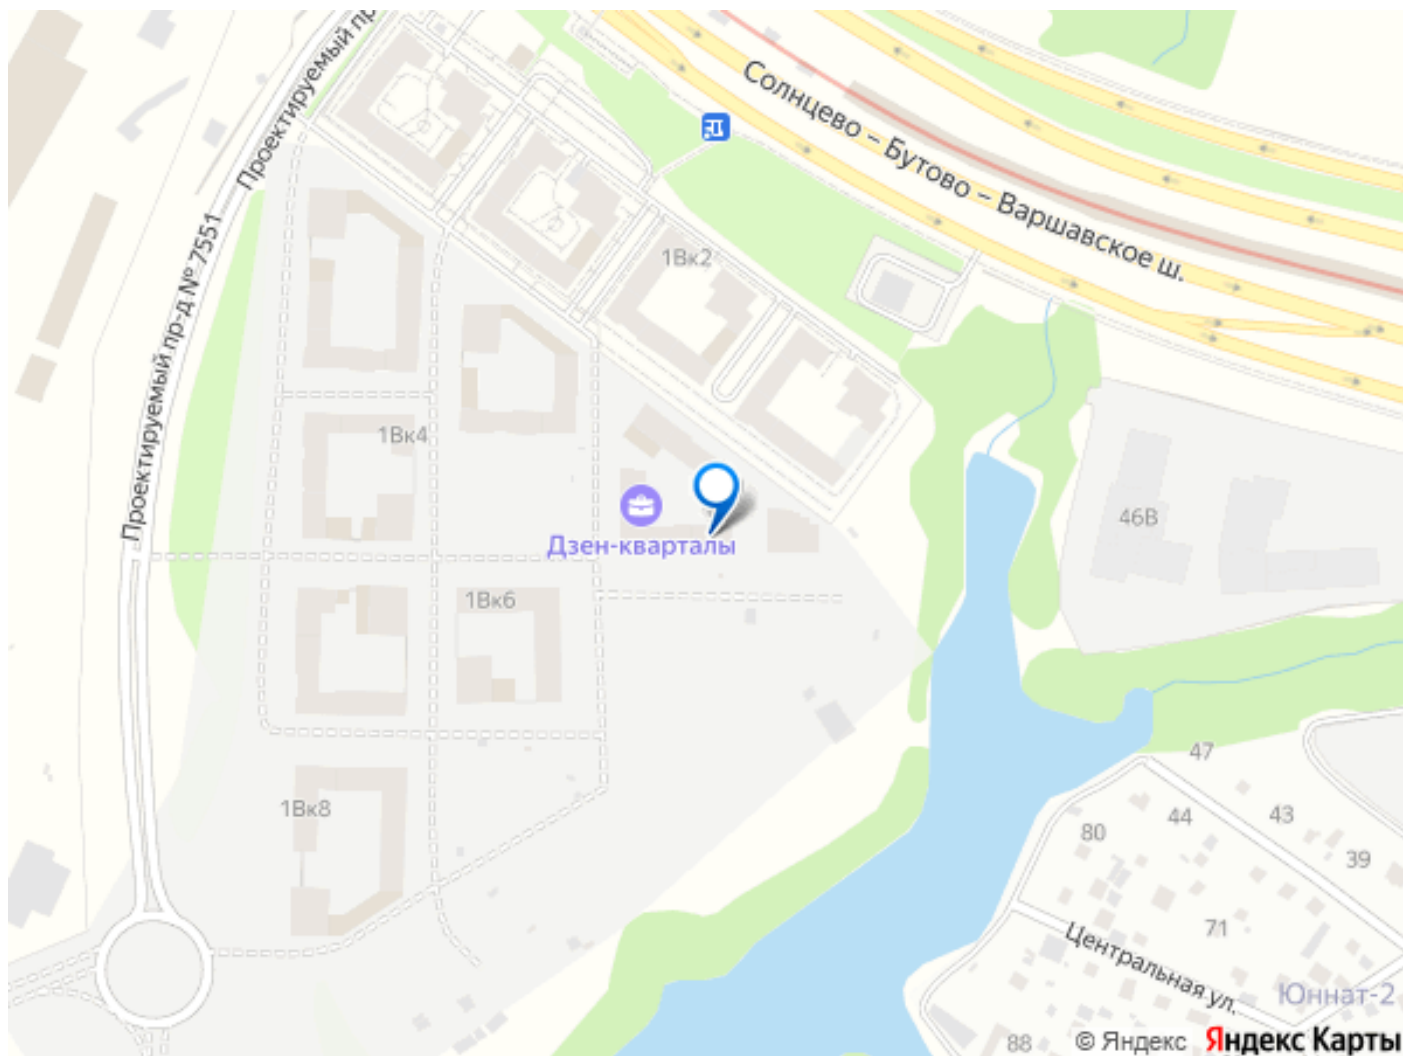 Проектируемый пр
Солнцево – Бутово – Варшавское ш.
Проектируемый пр-д № 7551
1Вк2
1Вк4
46В
Дзен-кварталы
1Вк6
47
1Вк8
44
43
80
39
71
Центральная ул.
Юннат-2
88
© Яндекс Яндекс Карты